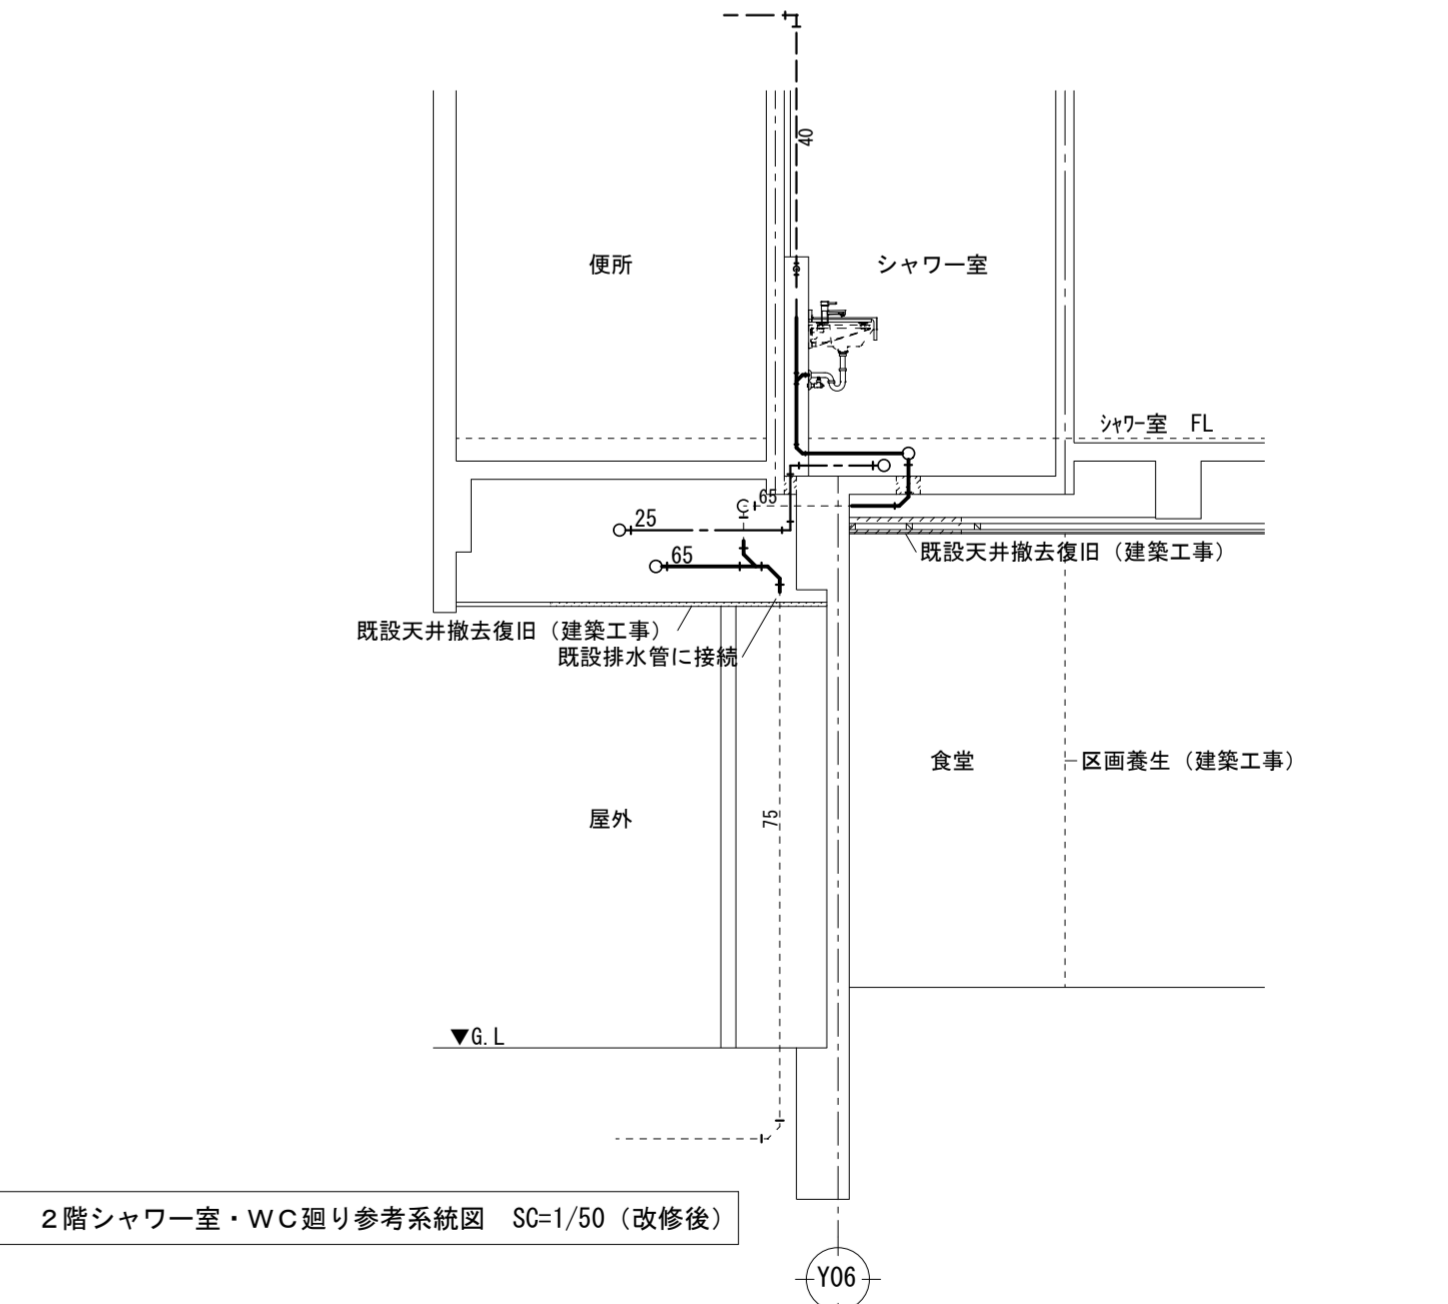 40
便所
シャワー室
ｼｬﾜｰ室 FL
65
25
65
既設天井撤去復旧（建築工事）
既設天井撤去復旧（建築工事）
既設排水管に接続
食堂
区画養生（建築工事）
屋外
75
▼G.L
２階シャワー室・ＷＣ廻り参考系統図 SC=1/50（改修後）
Y06